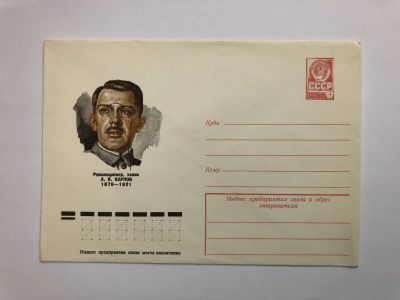 СССР
Куда
Революционер, химик
Л. Я. КАРПОВ
1879—1921
Кому
Индекс предприятия связи и адрес
отправителя
Индекс предприятия связи места назначения